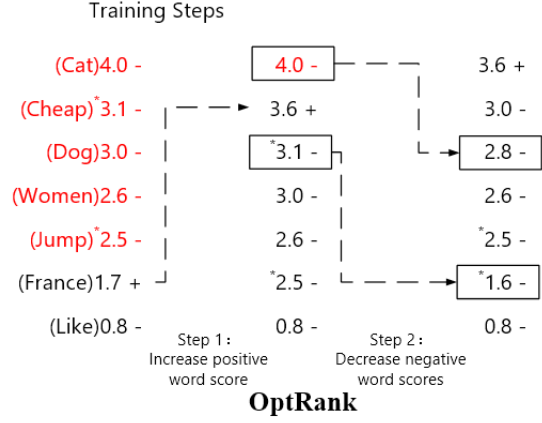 Training Steps
(Cat)4.0 - 4.0 - 3.6 +
(Cheap)*3.1 - 3.6 + 3.0 -
(Dog)3.0 - *3.1 - 2.8 -
(Women)2.6 - 3.0 - 2.6 -
(Jump)*2.5 - 2.6 - *2.5 -
(France)1.7 + *2.5 - *1.6 -
(Like)0.8 - 0.8 - 0.8 -
Step 1:
Increase positive
word score
Step 2:
Decrease negative
word scores
OptRank